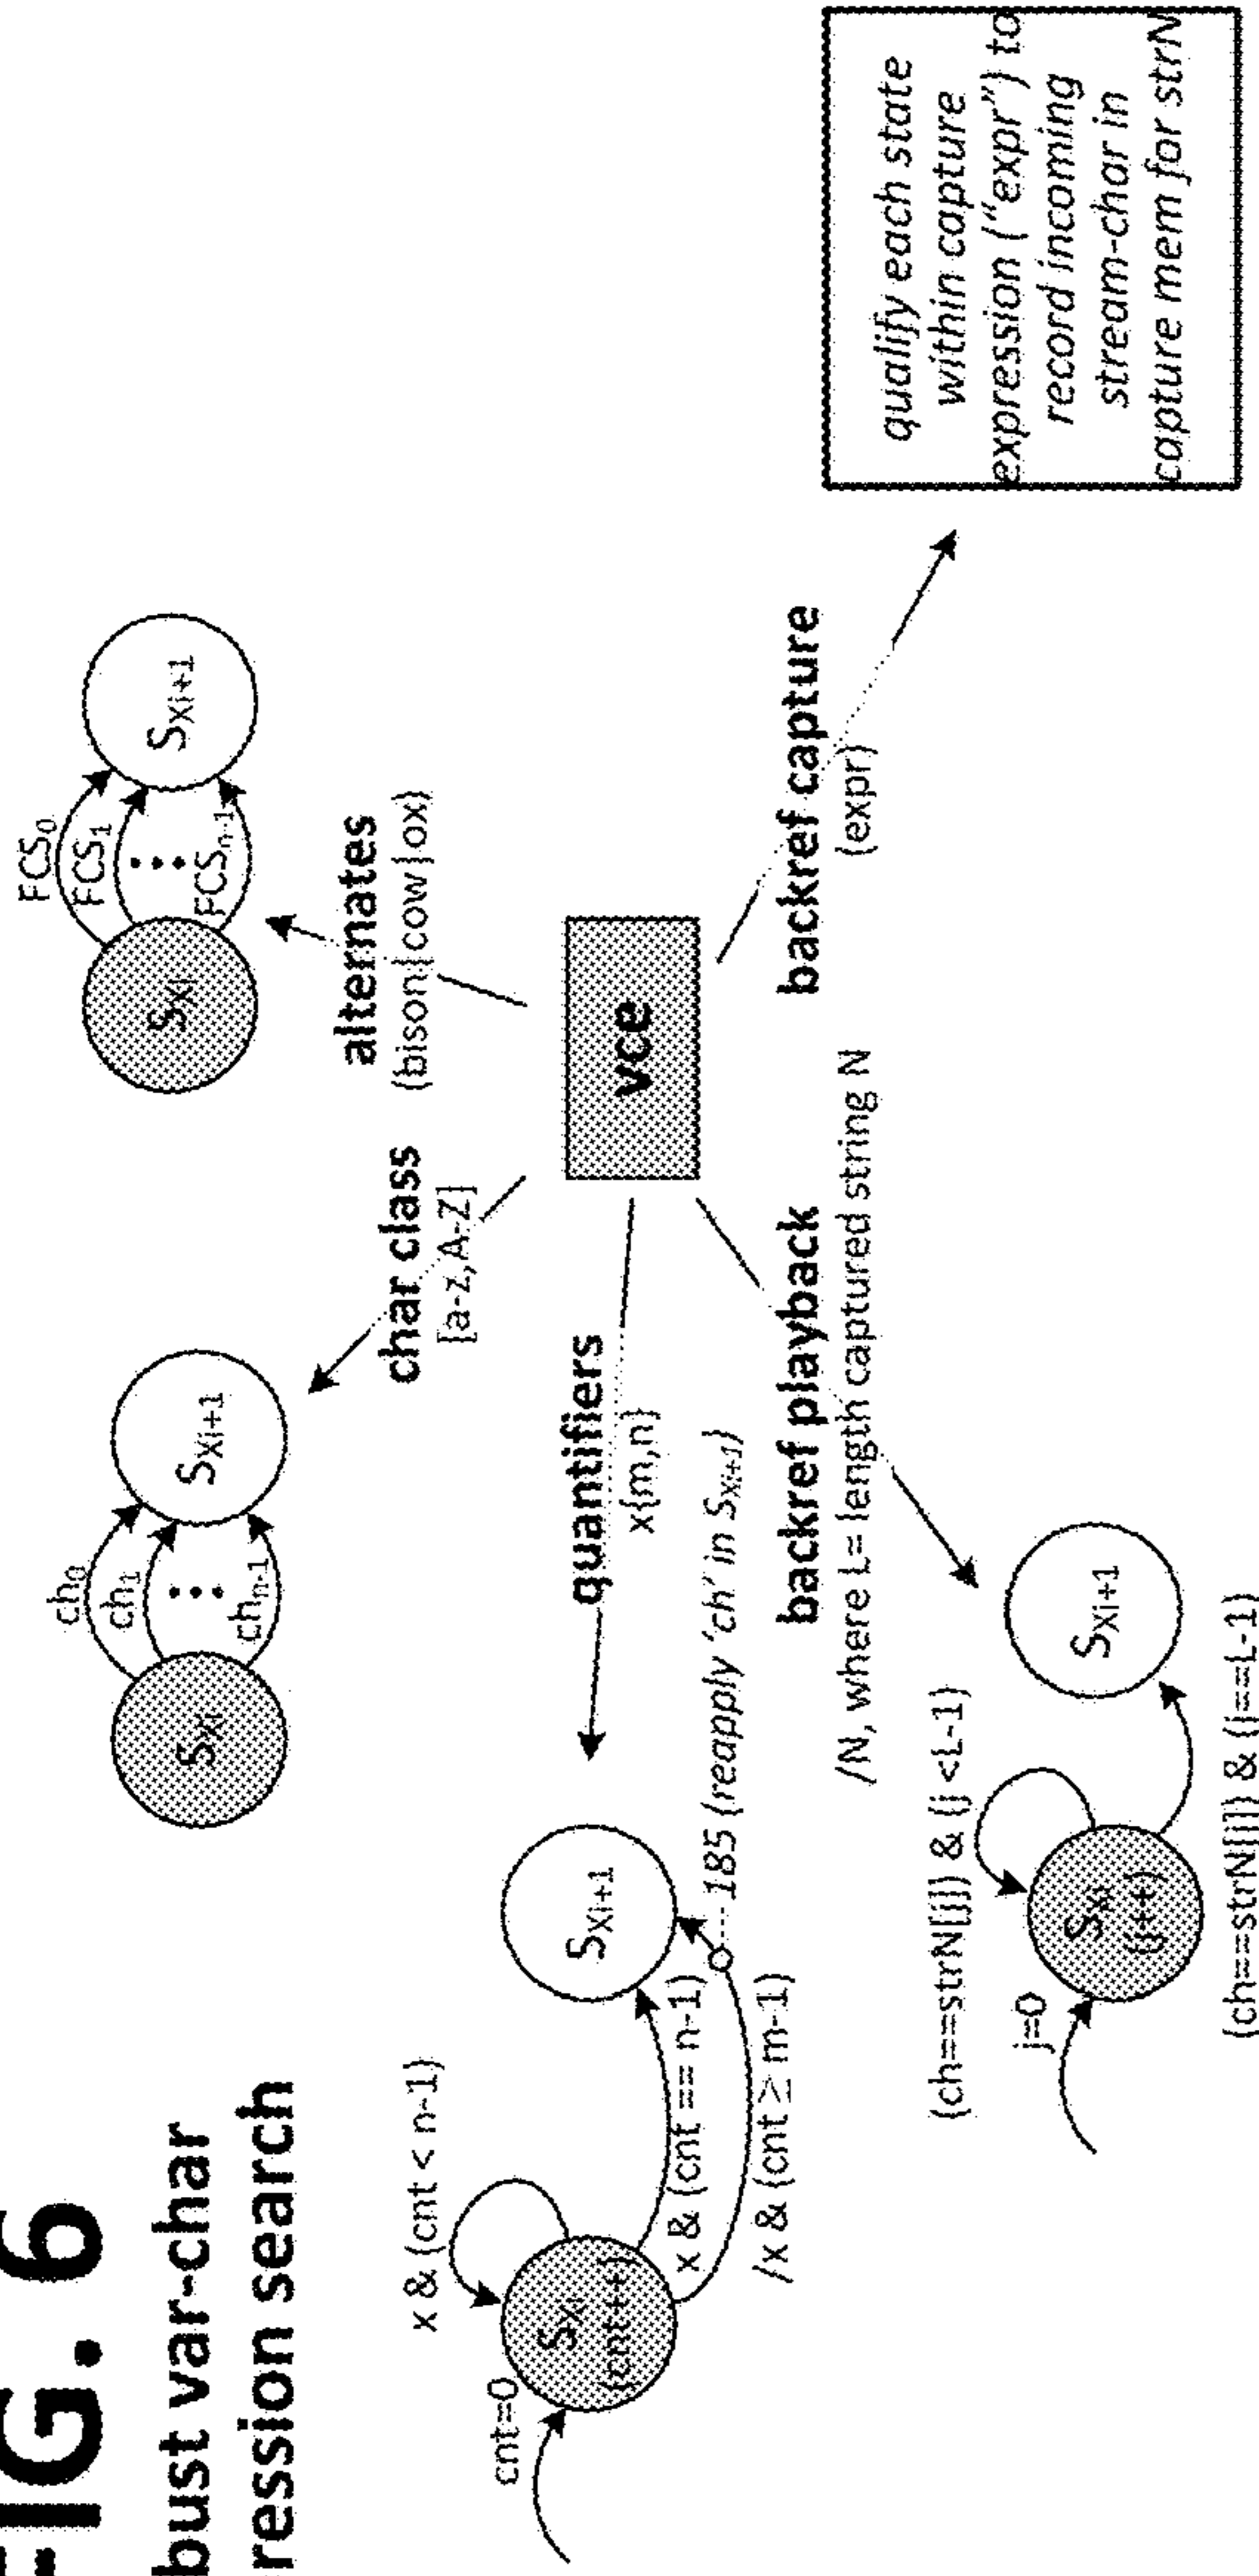 FIG. 6
bust var-char
ression search
ch0
ch1
chn-1
SXi
SXi+1
FCS0
FCS1
FCSn-1
SXi
SXi+1
char class
[a-z,A-Z]
alternates
(bison|cow|ox)
vce
quantifiers
x{m,n}
cnt=0
x & (cnt < n-1)
SXi
(cnt++)
SXi+1
x & (cnt == n-1)
/x & (cnt ≥ m-1)
185 (reapply 'ch' in SXi+1)
backref playback
/N, where L= length captured string N
(ch==strN[j]) & (j <L-1)
j=0
SXi
(j++)
SXi+1
(ch==strN[j]) & (j==L-1)
backref capture
(expr)
qualify each state
within capture
expression ("expr") to
record incoming
stream-char in
capture mem for strN